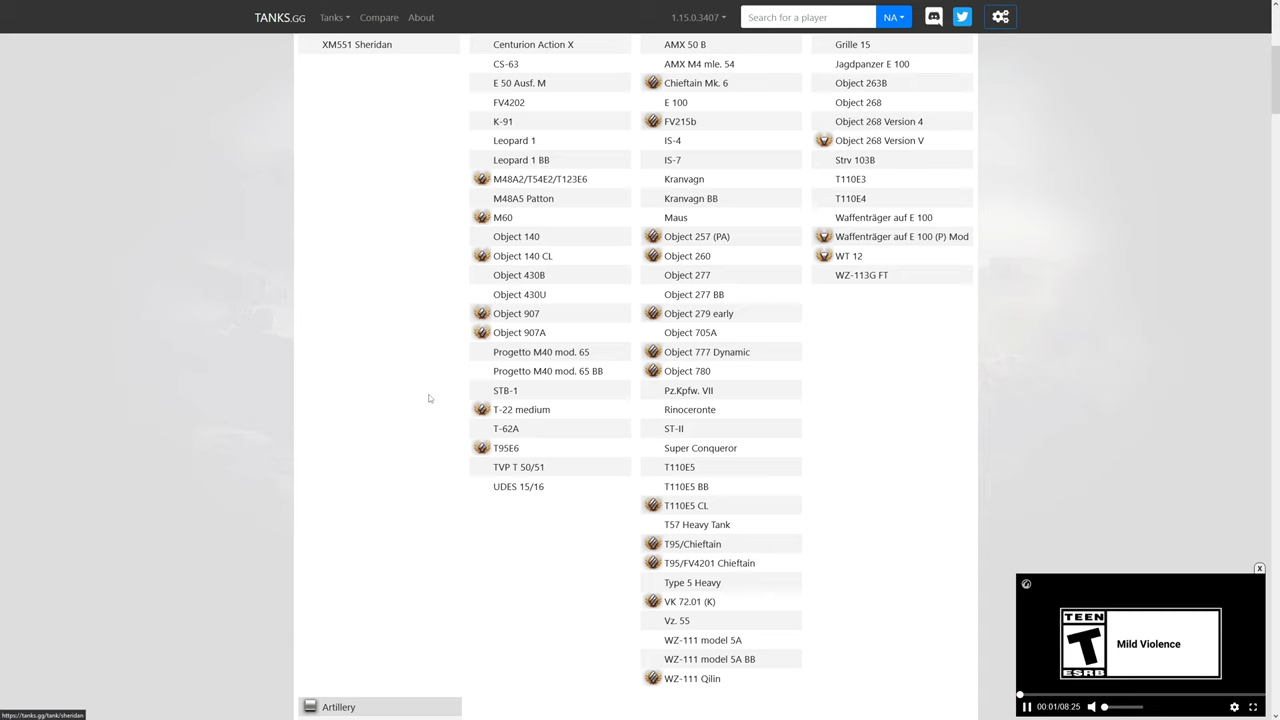 TANKS.GG
Tanks
Compare
About
1.15.0.3407
Search for a player
NA
XM551 Sheridan
Centurion Action X
CS-63
E 50 Ausf. M
FV4202
K-91
Leopard 1
Leopard 1 BB
M48A2/T54E2/T123E6
M48A5 Patton
M60
Object 140
Object 140 CL
Object 430B
Object 430U
Object 907
Object 907A
Progetto M40 mod. 65
Progetto M40 mod. 65 BB
STB-1
T-22 medium
T-62A
T95E6
TVP T 50/51
UDES 15/16
AMX 50 B
AMX M4 mle. 54
Chieftain Mk. 6
E 100
FV215b
IS-4
IS-7
Kranvagn
Kranvagn BB
Maus
Object 257 (PA)
Object 260
Object 277
Object 277 BB
Object 279 early
Object 705A
Object 777 Dynamic
Object 780
Pz.Kpfw. VII
Rinoceronte
ST-II
Super Conqueror
T110E5
T110E5 BB
T110E5 CL
T57 Heavy Tank
T95/Chieftain
T95/FV4201 Chieftain
Type 5 Heavy
VK 72.01 (K)
Vz. 55
WZ-111 model 5A
WZ-111 model 5A BB
WZ-111 Qilin
Grille 15
Jagdpanzer E 100
Object 263B
Object 268
Object 268 Version 4
Object 268 Version V
Strv 103B
T110E3
T110E4
Waffenträger auf E 100
Waffenträger auf E 100 (P) Mod
WT 12
WZ-113G FT
Artillery
X
TEEN
T
ESRB
Mild Violence
00:01/08:25
https://tanks.gg/tank/sheridan